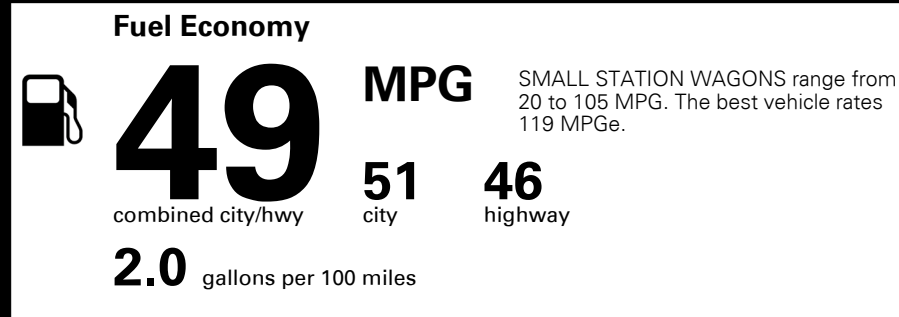 Fuel Economy
49 MPG
SMALL STATION WAGONS range from
20 to 105 MPG. The best vehicle rates
119 MPGe.
combined city/hwy
51
city
46
highway
2.0 gallons per 100 miles